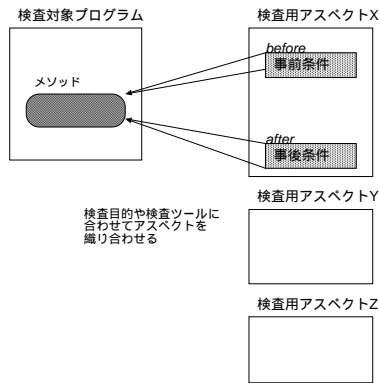 検査対象プログラム
メソッド
検査用アスペクトX
before
事前条件
after
事後条件
検査目的や検査ツールに
合わせてアスペクトを
織り合わせる
検査用アスペクトY
検査用アスペクトZ